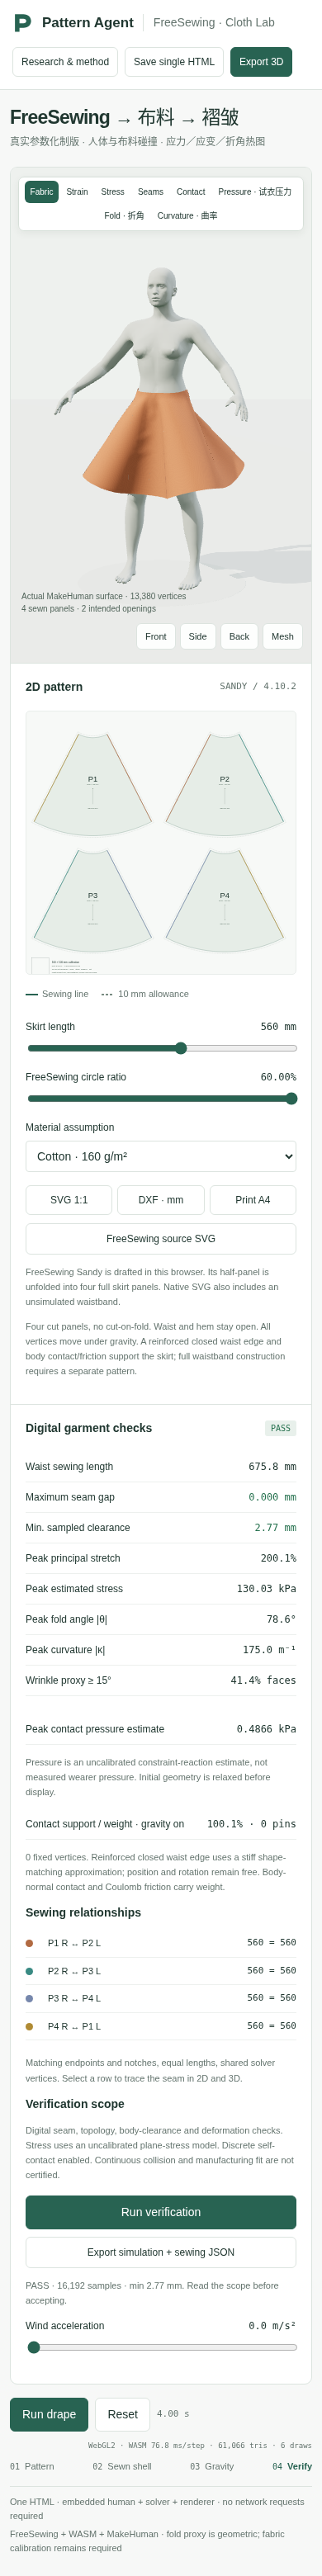 Pattern Agent
FreeSewing · Cloth Lab
Research & method
Save single HTML
Export 3D
FreeSewing → 布料 → 褶皱
真实参数化制版 · 人体与布料碰撞 · 应力／应变／折角热图
Fabric
Strain
Stress
Seams
Contact
Pressure · 试衣压力
Fold · 折角
Curvature · 曲率
Actual MakeHuman surface · 13,380 vertices
4 sewn panels · 2 intended openings
Front
Side
Back
Mesh
2D pattern
SANDY / 4.10.2
P1
P2
P3
P4
Sewing line
10 mm allowance
Skirt length
560 mm
FreeSewing circle ratio
60.00%
Material assumption
Cotton · 160 g/m²
SVG 1:1
DXF · mm
Print A4
FreeSewing source SVG
FreeSewing Sandy is drafted in this browser. Its half-panel is
unfolded into four full skirt panels. Native SVG also includes an
unsimulated waistband.
Four cut panels, no cut-on-fold. Waist and hem stay open. All
vertices move under gravity. A reinforced closed waist edge and
body contact/friction support the skirt; full waistband construction
requires a separate pattern.
Digital garment checks
PASS
Waist sewing length
675.8 mm
Maximum seam gap
0.000 mm
Min. sampled clearance
2.77 mm
Peak principal stretch
200.1%
Peak estimated stress
130.03 kPa
Peak fold angle |θ|
78.6°
Peak curvature |κ|
175.0 m⁻¹
Wrinkle proxy ≥ 15°
41.4% faces
Peak contact pressure estimate
0.4866 kPa
Pressure is an uncalibrated constraint-reaction estimate, not
measured wearer pressure. Initial geometry is relaxed before
display.
Contact support / weight · gravity on
100.1% · 0 pins
0 fixed vertices. Reinforced closed waist edge uses a stiff shape-
matching approximation; position and rotation remain free. Body-
normal contact and Coulomb friction carry weight.
Sewing relationships
P1 R ↔ P2 L
560 = 560
P2 R ↔ P3 L
560 = 560
P3 R ↔ P4 L
560 = 560
P4 R ↔ P1 L
560 = 560
Matching endpoints and notches, equal lengths, shared solver
vertices. Select a row to trace the seam in 2D and 3D.
Verification scope
Digital seam, topology, body-clearance and deformation checks.
Stress is an uncalibrated plane-stress model. Discrete self-
contact enabled. Continuous collision and manufacturing fit are not
certified.
Run verification
Export simulation + sewing JSON
PASS · 16,192 samples · min 2.77 mm. Read the scope before
accepting.
Wind acceleration
0.0 m/s²
Run drape
Reset
4.00 s
WebGL2 · WASM 76.8 ms/step · 61,066 tris · 6 draws
01 Pattern
02 Sewn shell
03 Gravity
04 Verify
One HTML · embedded human + solver + renderer · no network requests
required
FreeSewing + WASM + MakeHuman · fold proxy is geometric; fabric
calibration remains required